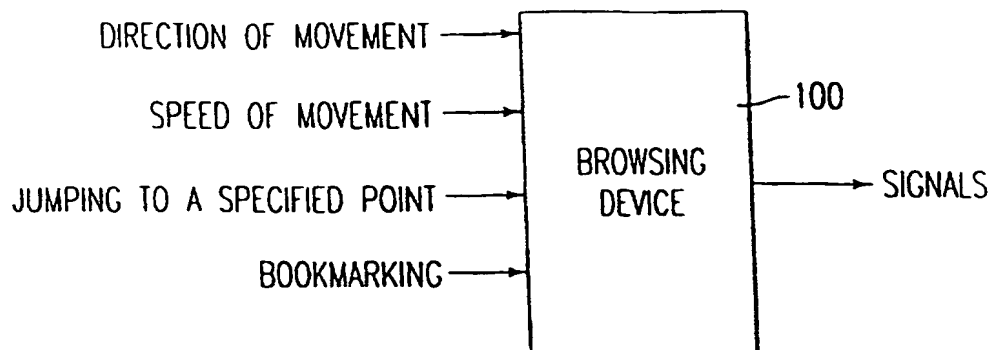 DIRECTION OF MOVEMENT
SPEED OF MOVEMENT
JUMPING TO A SPECIFIED POINT
BOOKMARKING
BROWSING
DEVICE
100
SIGNALS